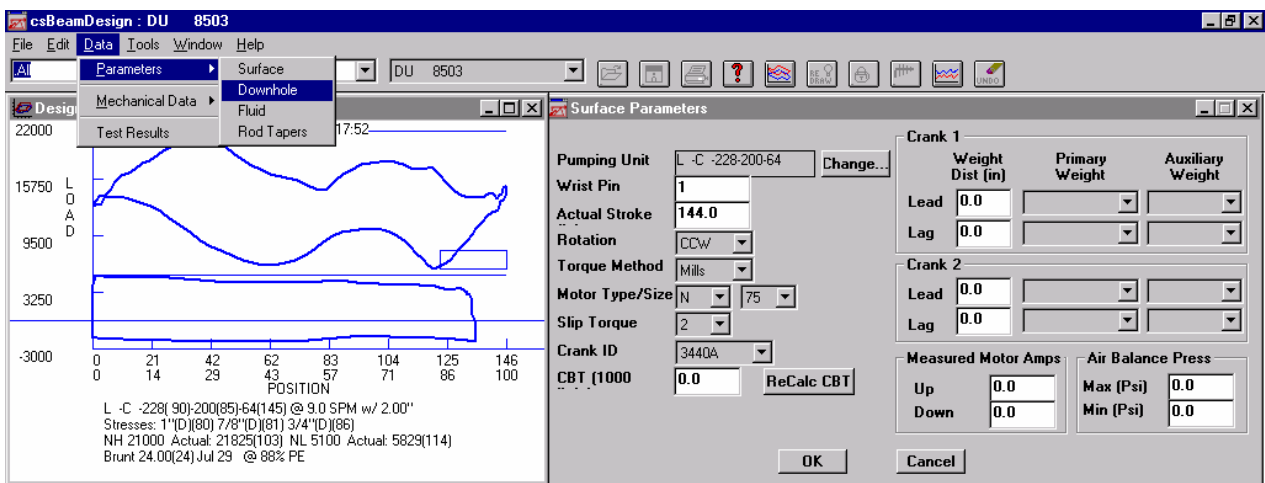 csBeamDesign : DU 8503
File Edit Data Tools Window Help
.All
DU 8503
RE DRAW
UNDO
Parameters
Mechanical Data
Test Results
Surface
Downhole
Fluid
Rod Tapers
Desig
17:52
22000
15750
9500
3250
-3000
LOAD
0 21 42 62 83 104 125 146
0 14 29 43 57 71 86 100
POSITION
L -C -228( 90)-200(85)-64(145) @ 9.0 SPM w/ 2.00"
Stresses: 1"(D)(80) 7/8"(D)(81) 3/4"(D)(86)
NH 21000 Actual: 21825(103) NL 5100 Actual: 5829(114)
Brunt 24.00(24) Jul 29 @ 88% PE
Surface Parameters
Pumping Unit L -C -228-200-64 Change...
Wrist Pin 1
Actual Stroke 144.0
Rotation CCW
Torque Method Mills
Motor Type/Size N 75
Slip Torque 2
Crank ID 3440A
CBT (1000 0.0 ReCalc CBT
Crank 1
Weight Dist (in) Primary Weight Auxiliary Weight
Lead 0.0
Lag 0.0
Crank 2
Lead 0.0
Lag 0.0
Measured Motor Amps
Up 0.0
Down 0.0
Air Balance Press
Max (Psi) 0.0
Min (Psi) 0.0
OK Cancel